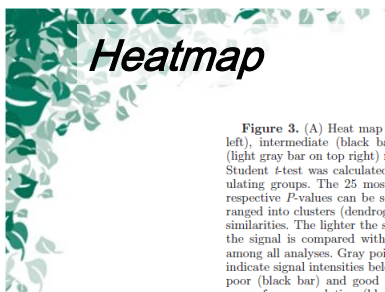 Heatmap
Figure 3. (A) Heat map
left), intermediate (black ba
(light gray bar on top right) r
Student t-test was calculated
ulating groups. The 25 mos
respective P-values can be s
ranged into clusters (dendrog
similarities. The lighter the s
the signal is compared with
among all analyses. Gray poi
indicate signal intensities bel
poor (black bar) and good